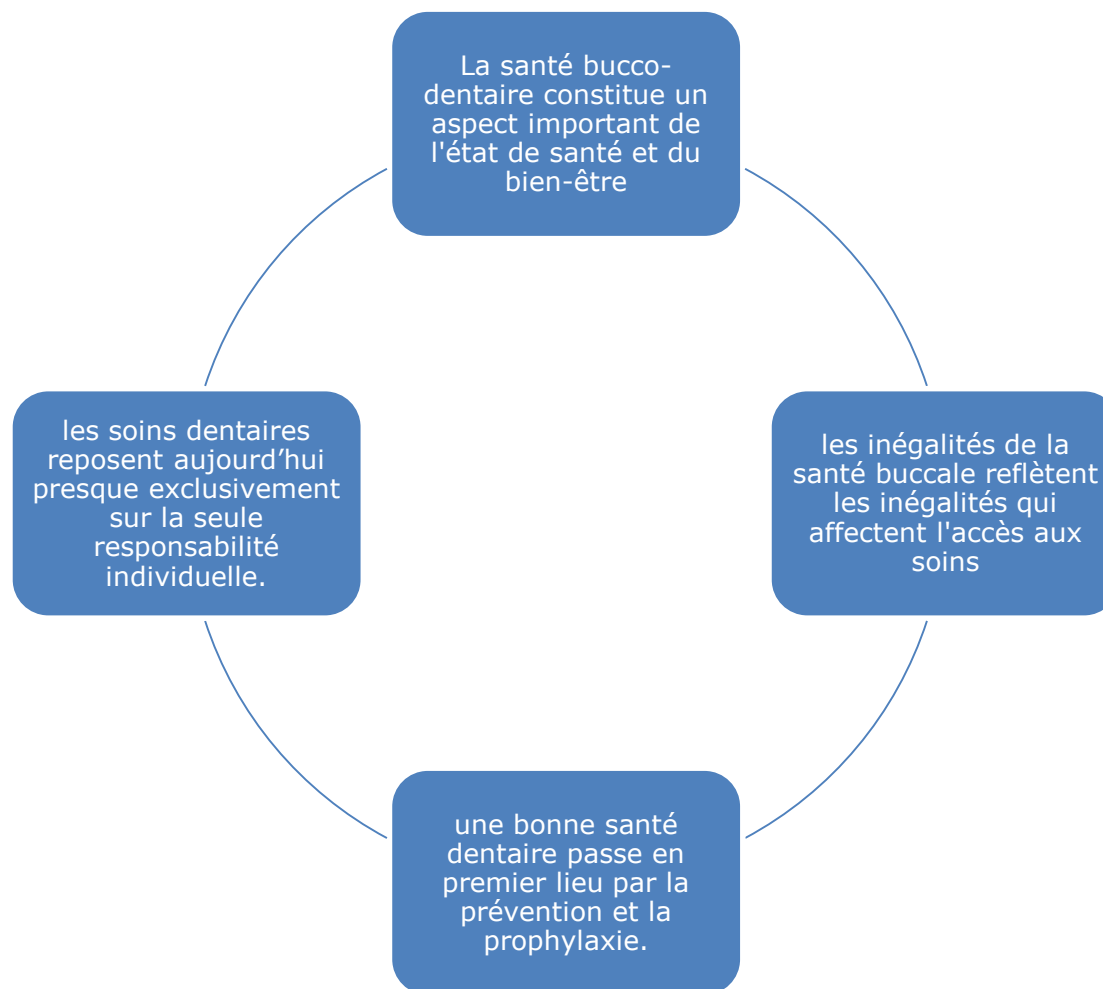 La santé bucco-
dentaire constitue un
aspect important de
l'état de santé et du
bien-être
les soins dentaires
reposent aujourd’hui
presque exclusivement
sur la seule
responsabilité
individuelle.
les inégalités de la
santé buccale reflètent
les inégalités qui
affectent l'accès aux
soins
une bonne santé
dentaire passe en
premier lieu par la
prévention et la
prophylaxie.